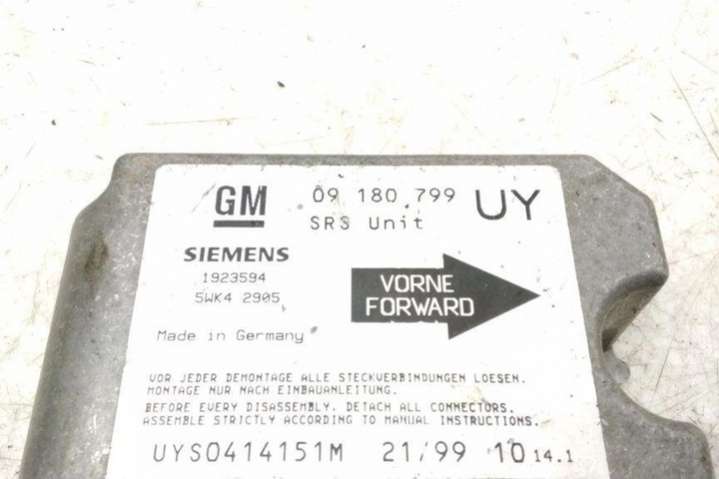 GM 09 180 799 UY
SRS Unit
SIEMENS
1923594
5WK4 2905
VORNE
FORWARD
Made in Germany
VOR JEDER DEMONTAGE ALLE STECKVERBINDUNGEN LOESEN.
MONTAGE NUR NACH EINBAUANLEITUNG.
BEFORE EVERY DISASSEMBLY. DETACH ALL CONNECTORS.
ASSEMBLE STRICTLY ACCORDING TO MANUAL INSTRUCTIONS.
UYS0414151M 21/99 10 14.1